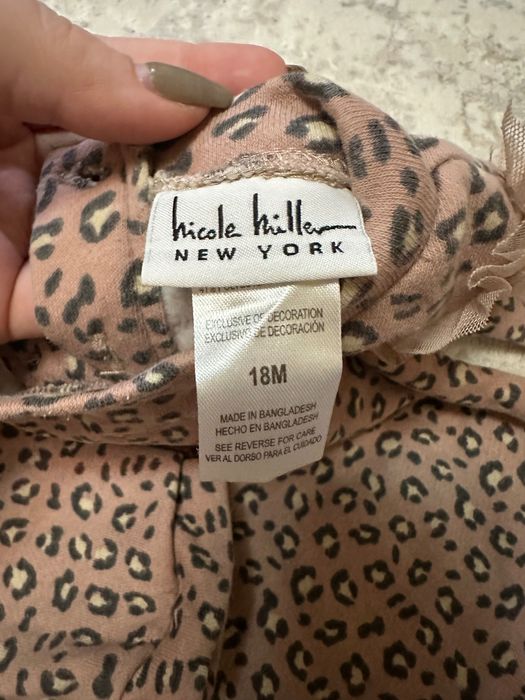 Nicole Miller
NEW YORK
EXCLUSIVE OF DECORATION
EXCLUSIVE DE DECORACIÓN
18M
MADE IN BANGLADESH
HECHO EN BANGLADESH
SEE REVERSE FOR CARE
VER AL DORSO PARA EL CUIDADO